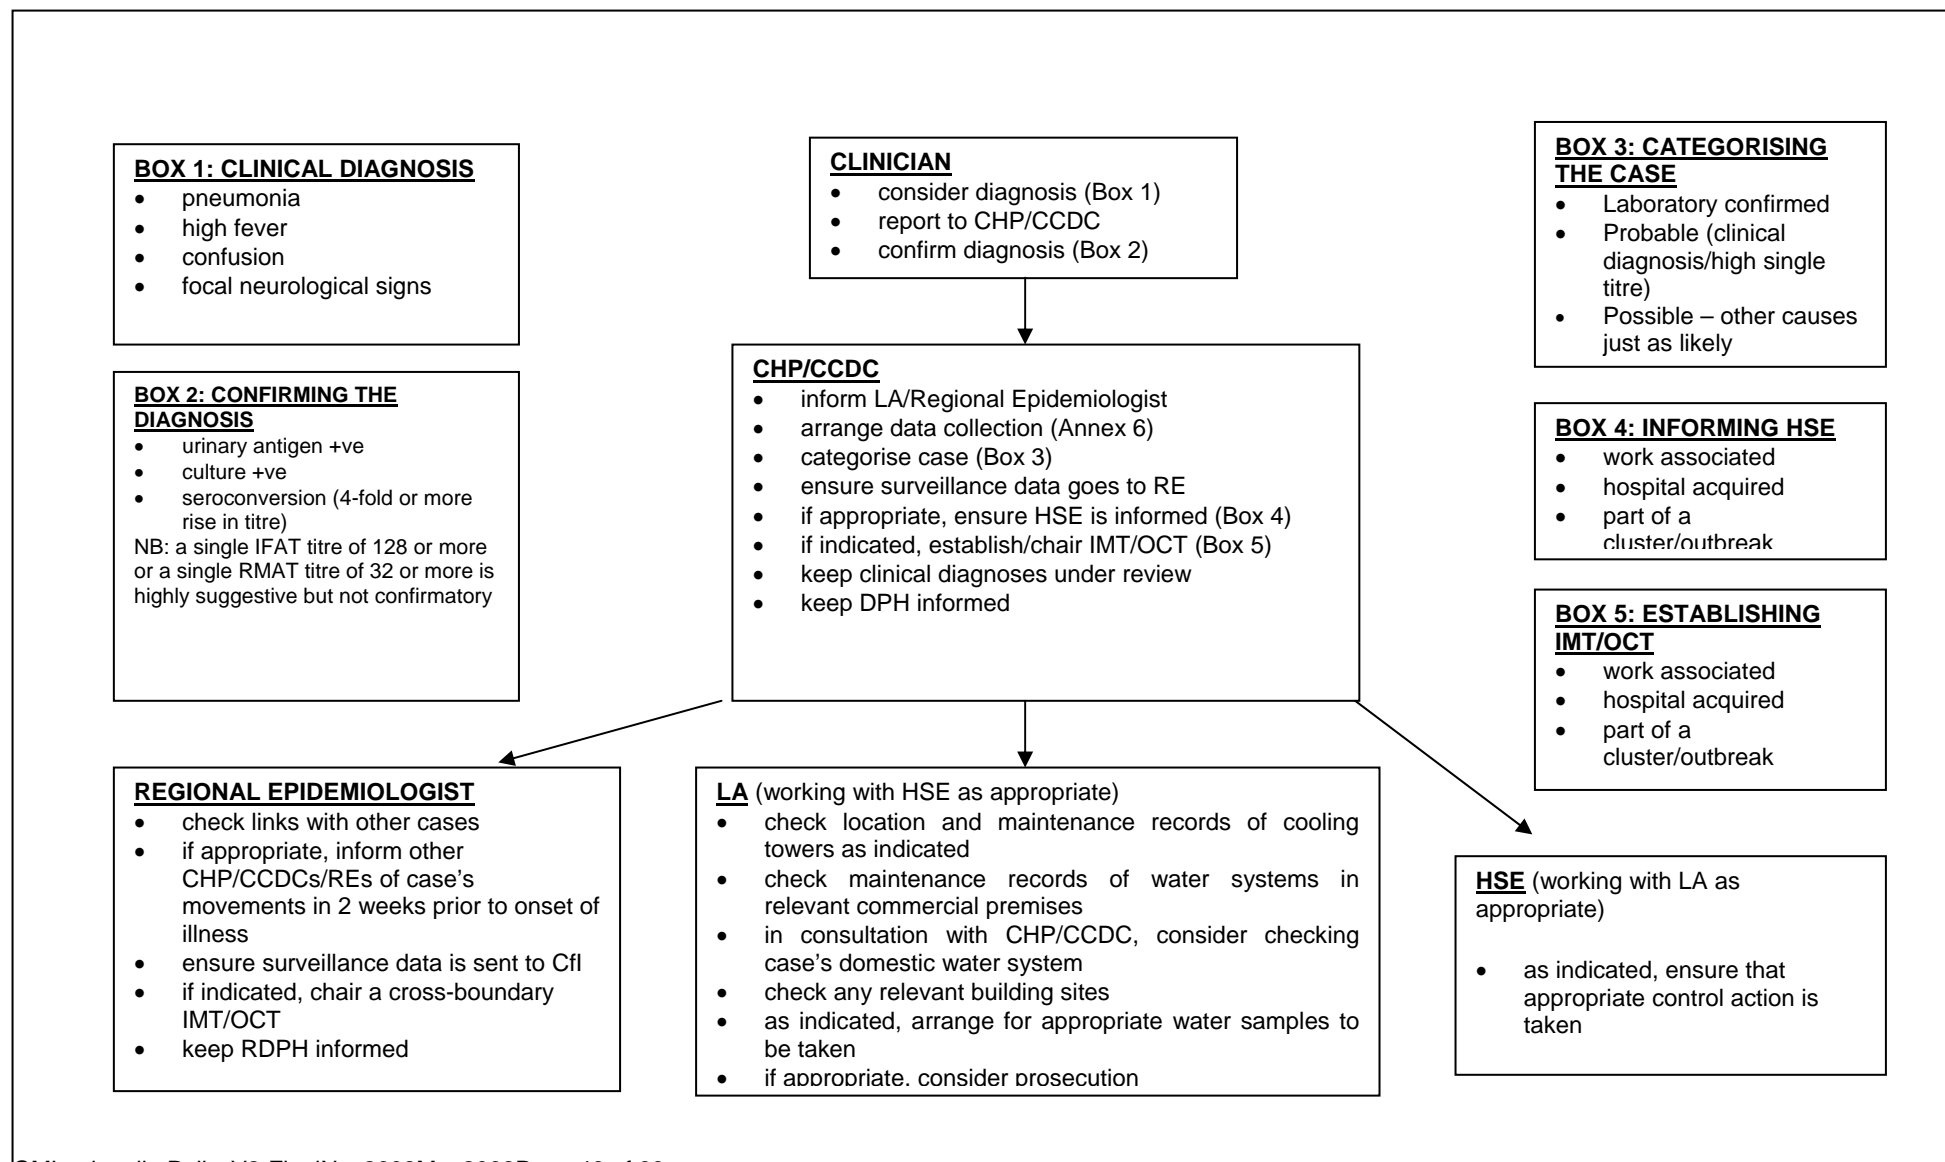 BOX 1: CLINICAL DIAGNOSIS
• pneumonia
• high fever
• confusion
• focal neurological signs
BOX 2: CONFIRMING THE
DIAGNOSIS
• urinary antigen +ve
• culture +ve
• seroconversion (4-fold or more
rise in titre)
NB: a single IFAT titre of 128 or more
or a single RMAT titre of 32 or more is
highly suggestive but not confirmatory
CLINICIAN
• consider diagnosis (Box 1)
• report to CHP/CCDC
• confirm diagnosis (Box 2)
CHP/CCDC
• inform LA/Regional Epidemiologist
• arrange data collection (Annex 6)
• categorise case (Box 3)
• ensure surveillance data goes to RE
• if appropriate, ensure HSE is informed (Box 4)
• if indicated, establish/chair IMT/OCT (Box 5)
• keep clinical diagnoses under review
• keep DPH informed
BOX 3: CATEGORISING
THE CASE
• Laboratory confirmed
• Probable (clinical
diagnosis/high single
titre)
• Possible – other causes
just as likely
BOX 4: INFORMING HSE
• work associated
• hospital acquired
• part of a
cluster/outbreak
BOX 5: ESTABLISHING
IMT/OCT
• work associated
• hospital acquired
• part of a
cluster/outbreak
REGIONAL EPIDEMIOLOGIST
• check links with other cases
• if appropriate, inform other
CHP/CCDCs/REs of case's
movements in 2 weeks prior to onset of
illness
• ensure surveillance data is sent to CfI
• if indicated, chair a cross-boundary
IMT/OCT
• keep RDPH informed
LA (working with HSE as appropriate)
• check location and maintenance records of cooling
towers as indicated
• check maintenance records of water systems in
relevant commercial premises
• in consultation with CHP/CCDC, consider checking
case's domestic water system
• check any relevant building sites
• as indicated, arrange for appropriate water samples to
be taken
• if appropriate, consider prosecution
HSE (working with LA as
appropriate)
• as indicated, ensure that
appropriate control action is
taken